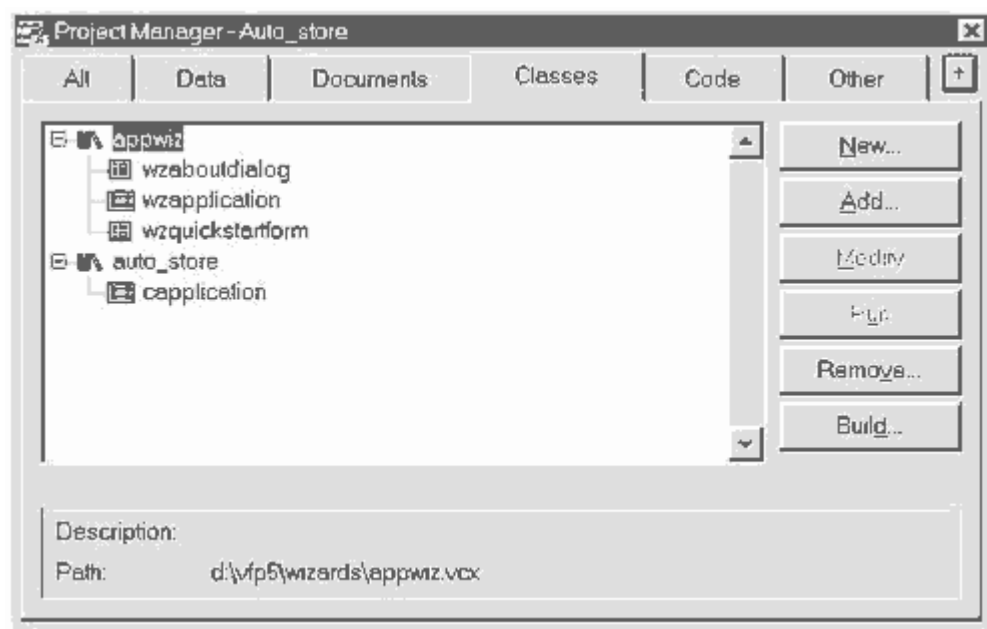 Project Manager - Auto_store
All Data Documents Classes Code Other
appwiz
wzaboutdialog
wzapplication
wzquickstartform
auto_store
capplication
New...
Add...
Modify
Run
Remove...
Build...
Description:
Path: d:\vfp5\wizards\appwiz.vcx